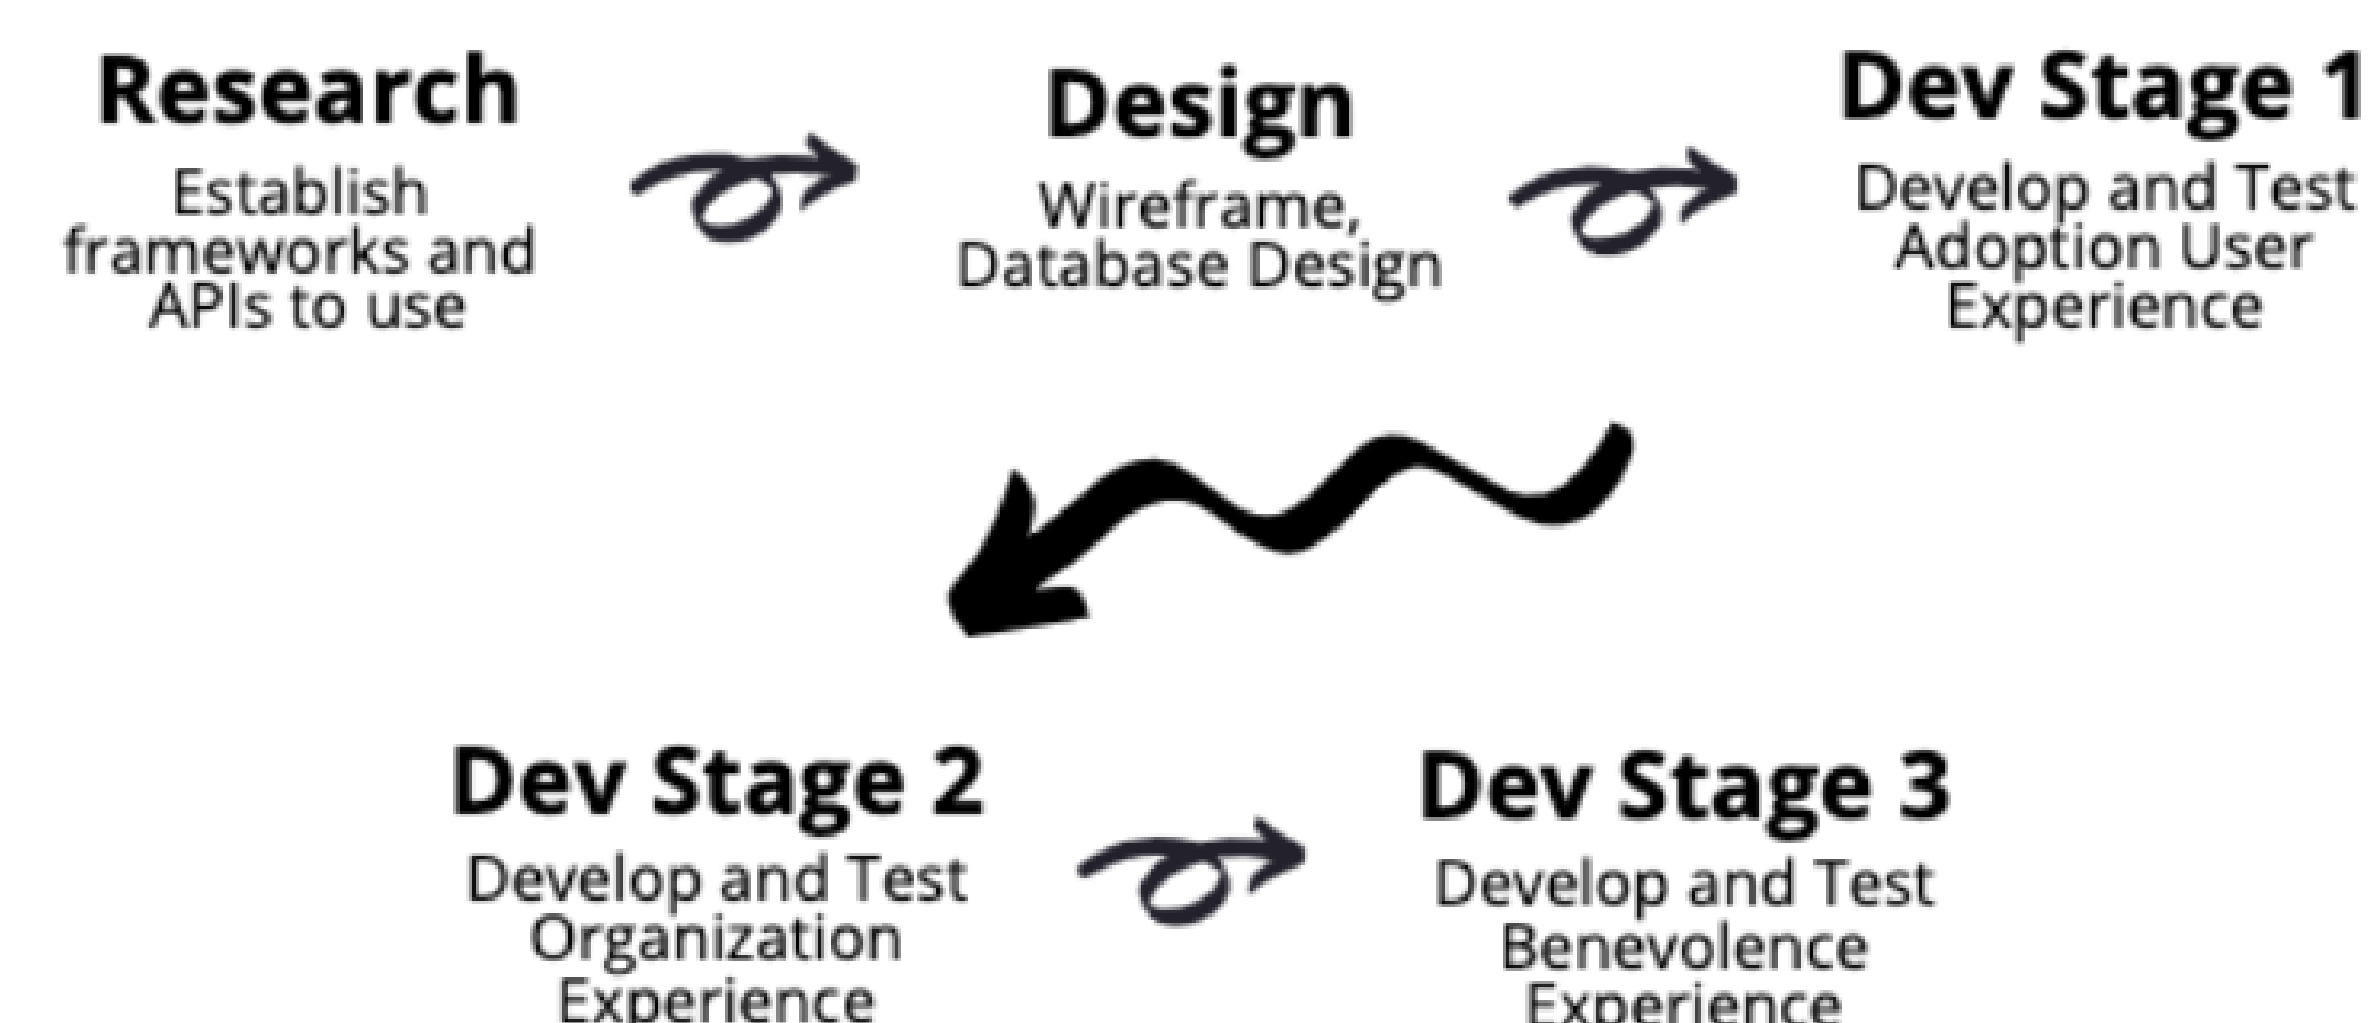 Research
Establish
frameworks and
APIs to use
Design
Wireframe,
Database Design
Dev Stage 1
Develop and Test
Adoption User
Experience
Dev Stage 2
Develop and Test
Organization
Experience
Dev Stage 3
Develop and Test
Benevolence
Experience